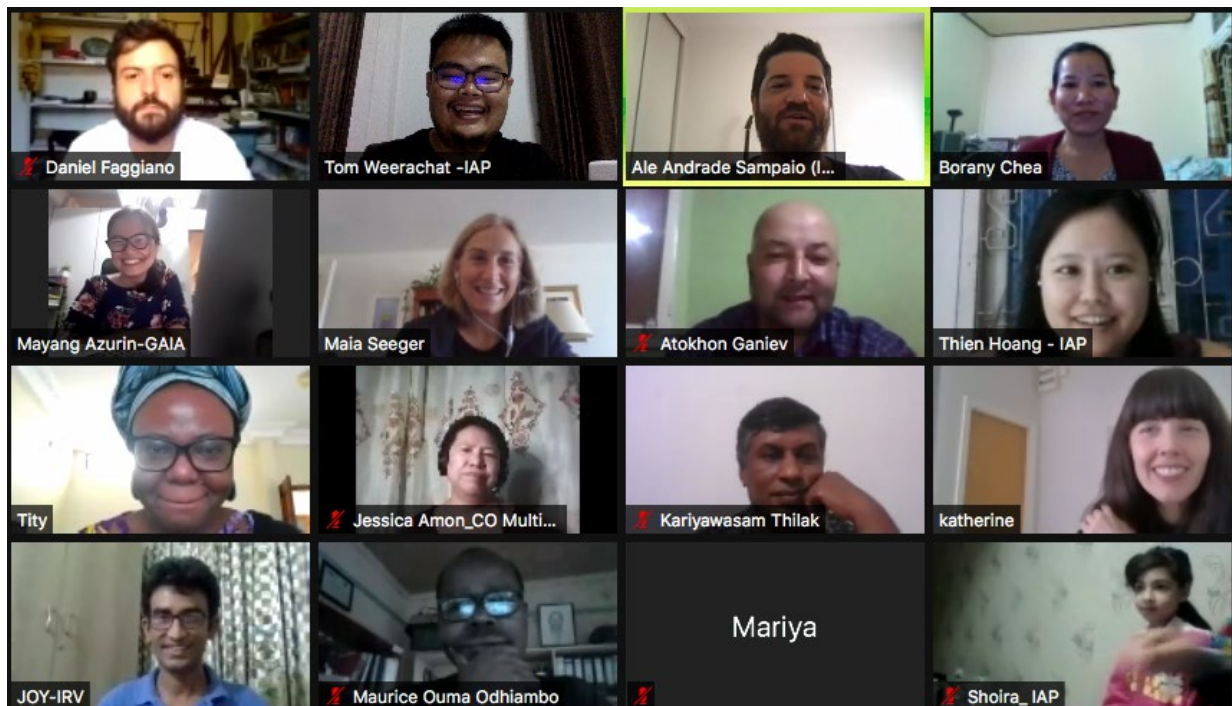 Daniel Faggiano
Tom Weerachat -IAP
Ale Andrade Sampaio (I...
Borany Chea
Mayang Azurin-GAIA
Maia Seeger
Atokhon Ganiev
Thien Hoang - IAP
Tity
Jessica Amon_CO Multi...
Kariyawasam Thilak
katherine
JOY-IRV
Maurice Ouma Odhiambo
Mariya
Shoira_ IAP